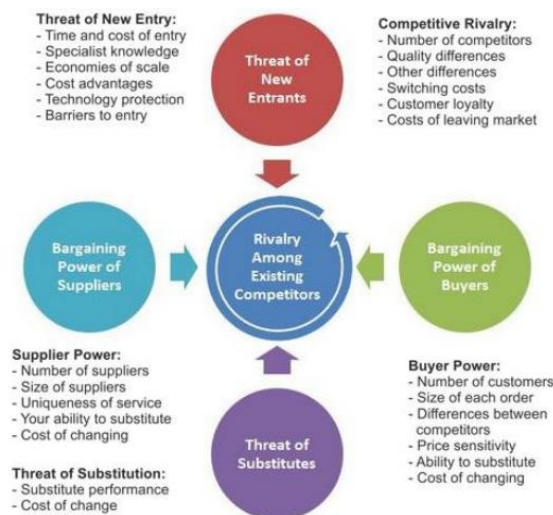 Threat of New Entry:
- Time and cost of entry
- Specialist knowledge
- Economies of scale
- Cost advantages
- Technology protection
- Barriers to entry
Threat of
New
Entrants
Competitive Rivalry:
- Number of competitors
- Quality differences
- Other differences
- Switching costs
- Customer loyalty
- Costs of leaving market
Bargaining
Power of
Suppliers
Rivalry
Among
Existing
Competitors
Bargaining
Power of
Buyers
Supplier Power:
- Number of suppliers
- Size of suppliers
- Uniqueness of service
- Your ability to substitute
- Cost of changing
Threat of Substitution:
- Substitute performance
- Cost of change
Threat of
Substitutes
Buyer Power:
- Number of customers
- Size of each order
- Differences between
competitors
- Price sensitivity
- Ability to substitute
- Cost of changing